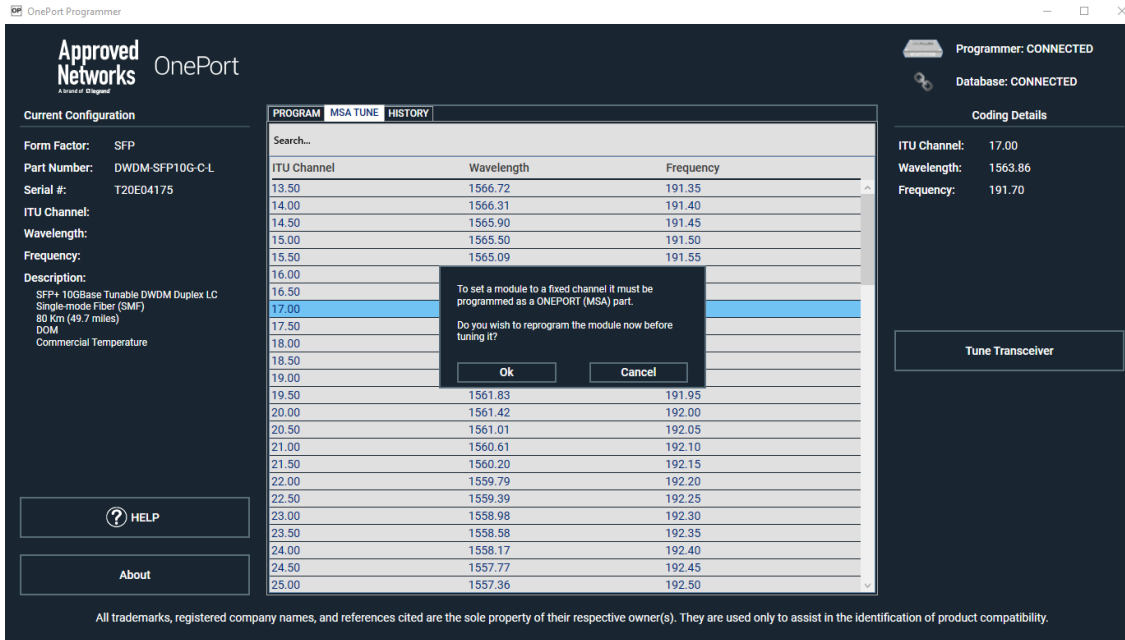 OP OnePort Programmer
Approved
Networks
A brand of Ellegend
OnePort
Programmer: CONNECTED
Database: CONNECTED
Current Configuration
Form Factor: SFP
Part Number: DWDM-SFP10G-C-L
Serial #: T20E04175
ITU Channel:
Wavelength:
Frequency:
Description:
SFP+ 10GBase Tunable DWDM Duplex LC
Single-mode Fiber (SMF)
80 Km (49.7 miles)
DOM
Commercial Temperature
? HELP
About
PROGRAM MSA TUNE HISTORY
Search...
ITU Channel Wavelength Frequency
13.50 1566.72 191.35
14.00 1566.31 191.40
14.50 1565.90 191.45
15.00 1565.50 191.50
15.50 1565.09 191.55
16.00
16.50
17.00
17.50
18.00
18.50
19.00
19.50 1561.83 191.95
20.00 1561.42 192.00
20.50 1561.01 192.05
21.00 1560.61 192.10
21.50 1560.20 192.15
22.00 1559.79 192.20
22.50 1559.39 192.25
23.00 1558.98 192.30
23.50 1558.58 192.35
24.00 1558.17 192.40
24.50 1557.77 192.45
25.00 1557.36 192.50
To set a module to a fixed channel it must be
programmed as a ONEPORT (MSA) part.
Do you wish to reprogram the module now before
tuning it?
Ok Cancel
Coding Details
ITU Channel: 17.00
Wavelength: 1563.86
Frequency: 191.70
Tune Transceiver
All trademarks, registered company names, and references cited are the sole property of their respective owner(s). They are used only to assist in the identification of product compatibility.